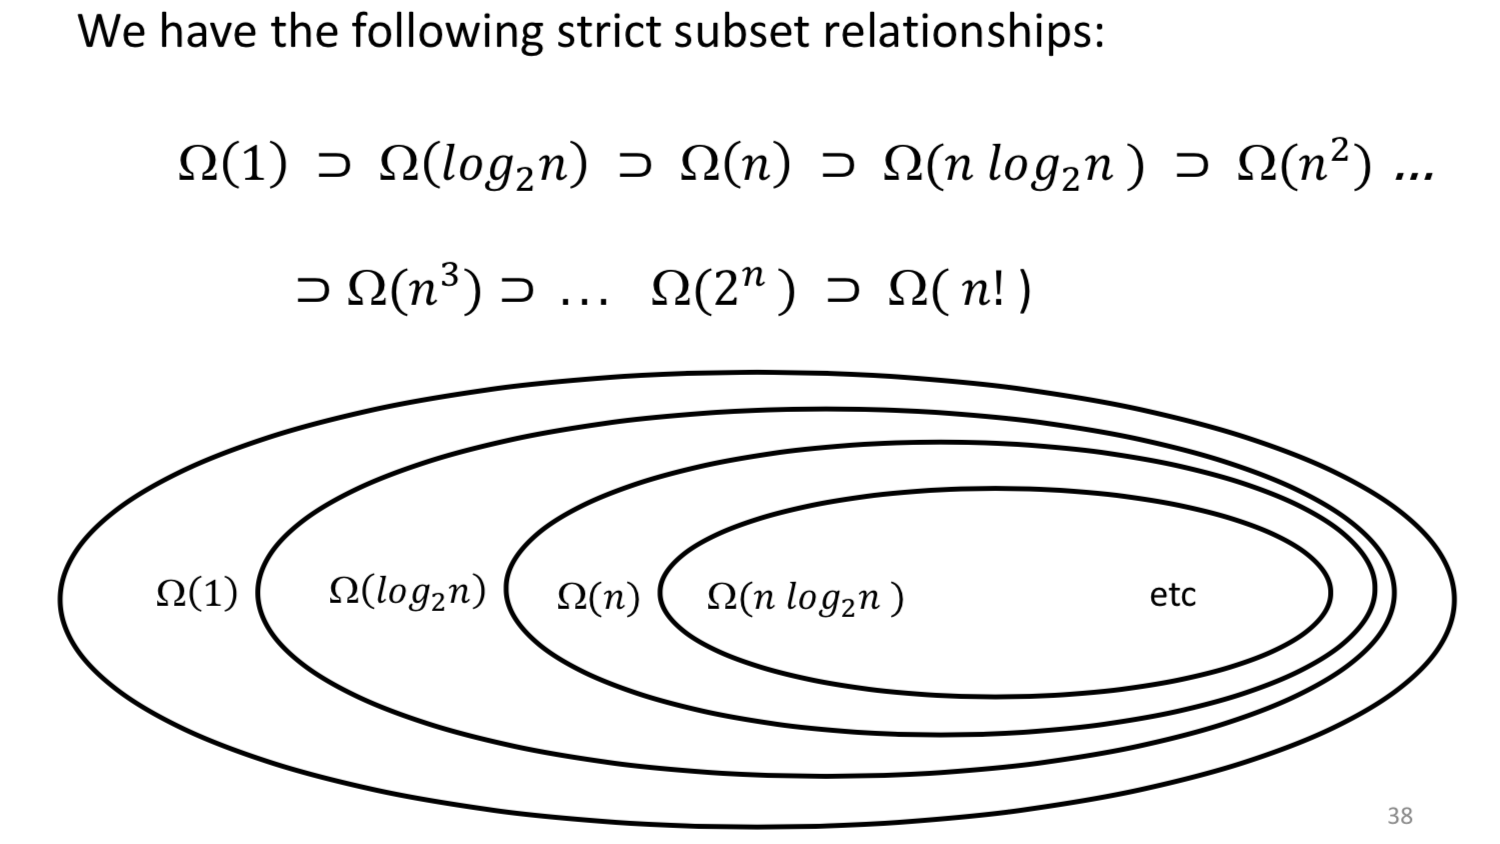 We have the following strict subset relationships:
Ω(1) ⊃ Ω(log₂n) ⊃ Ω(n) ⊃ Ω(n log₂n ) ⊃ Ω(n²) ...
⊃ Ω(n³) ⊃ ... Ω(2ⁿ ) ⊃ Ω( n! )
Ω(1) Ω(log₂n) Ω(n) Ω(n log₂n ) etc
38